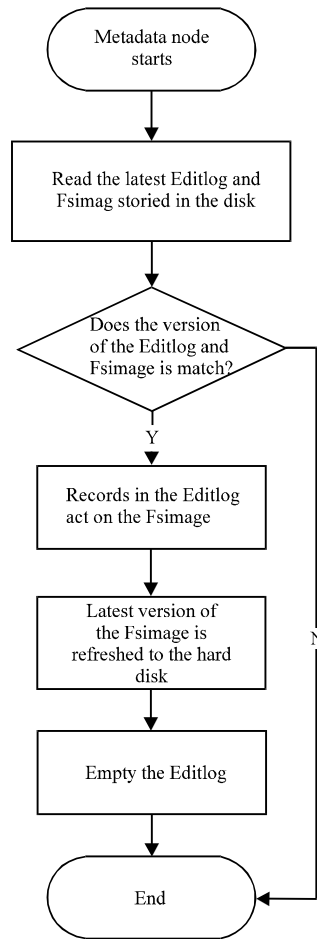 Metadata node
starts
Read the latest Editlog and
Fsimag storied in the disk
Does the version
of the Editlog and
Fsimage is match?
Y
Records in the Editlog
act on the Fsimage
Latest version of
the Fsimage is
refreshed to the hard
disk
Empty the Editlog
End